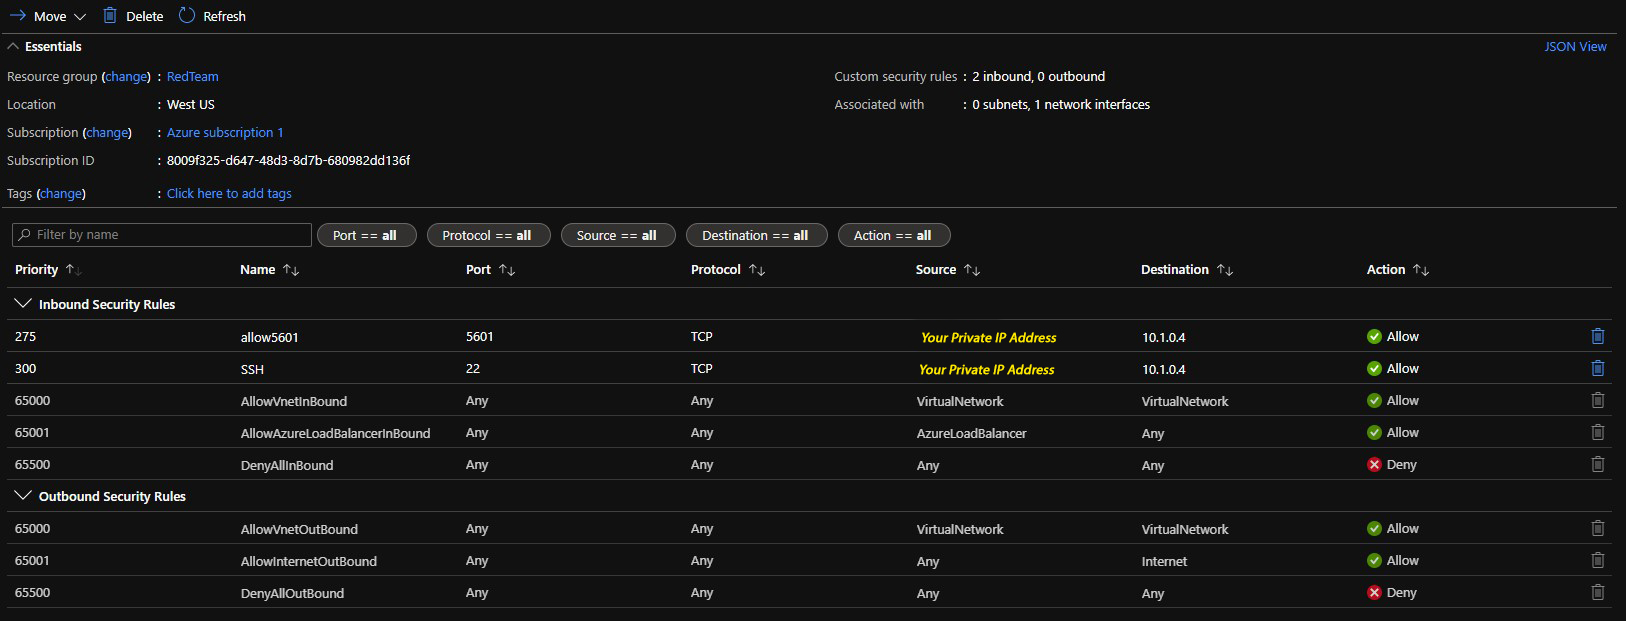 Move Delete Refresh
Essentials JSON View
Resource group (change) : RedTeam Custom security rules : 2 inbound, 0 outbound
Location : West US Associated with : 0 subnets, 1 network interfaces
Subscription (change) : Azure subscription 1
Subscription ID : 8009f325-d647-48d3-8d7b-680982dd136f
Tags (change) : Click here to add tags
Filter by name Port == all Protocol == all Source == all Destination == all Action == all
Priority Name Port Protocol Source Destination Action
Inbound Security Rules
275 allow5601 5601 TCP Your Private IP Address 10.1.0.4 Allow
300 SSH 22 TCP Your Private IP Address 10.1.0.4 Allow
65000 AllowVnetInBound Any Any VirtualNetwork VirtualNetwork Allow
65001 AllowAzureLoadBalancerInBound Any Any AzureLoadBalancer Any Allow
65500 DenyAllInBound Any Any Any Any Deny
Outbound Security Rules
65000 AllowVnetOutBound Any Any VirtualNetwork VirtualNetwork Allow
65001 AllowInternetOutBound Any Any Any Internet Allow
65500 DenyAllOutBound Any Any Any Any Deny